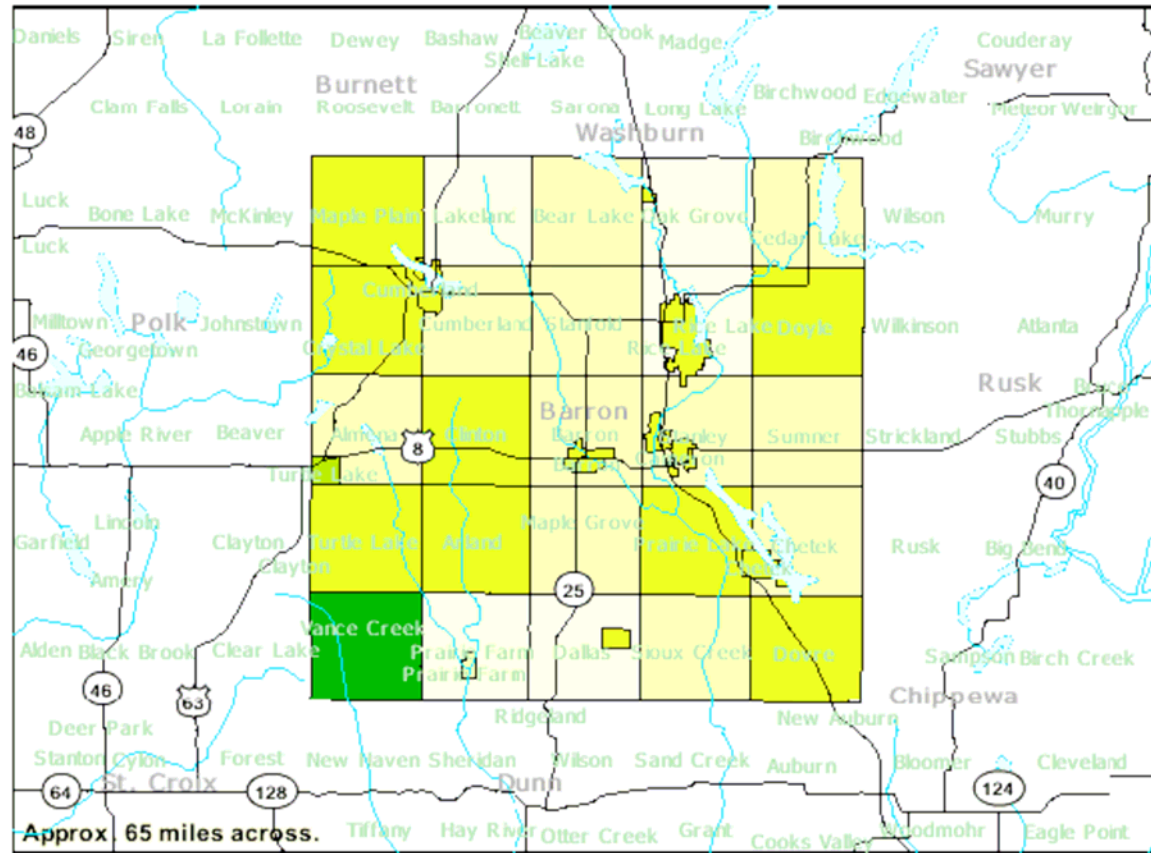 Daniels Siren La Follette Dewey Bashaw Beaver Brook Madge Couderay
Shell Lake
Burnett Sawyer
Clam Falls Lorain Roosevelt Barronett Sarona Long Lake Birchwood Edgewater Meteor Weirgor
48 Washburn Birchwood
Luck Bone Lake McKinley Maple Plain Lakeland Bear Lake Oak Grove Wilson Murry
Cedar Lake
Luck
Cumberland
Milltown Polk Johnstown Cumberland Stanfold Rice Lake Doyle Wilkinson Atlanta
46 Georgetown Crystal Lake Rice Lake
Balsam Lake Barron Rusk
Thornapple
Apple River Beaver Almena 8 Clinton Barron Stanley Sumner Strickland Stubbs
Turtle Lake Barron Cameron 40
Lincoln Maple Grove
Garfield Clayton Turtle Lake Arland Prairie Lake Chetek Rusk Big Bend
Amery Clayton Chetek
25
Vance Creek
Alden Black Brook Clear Lake Prairie Farm Dallas Sioux Creek Dovre Sampson Birch Creek
Prairie Farm
46 63 Chippewa
Deer Park Ridgeland New Auburn
Stanton Cylon Forest New Haven Sheridan Wilson Sand Creek Auburn Bloomer Cleveland
64 St. Croix 128 Dunn 124
Approx. 65 miles across. Tiffany Hay River Otter Creek Grant Cooks Valley Woodmohr Eagle Point